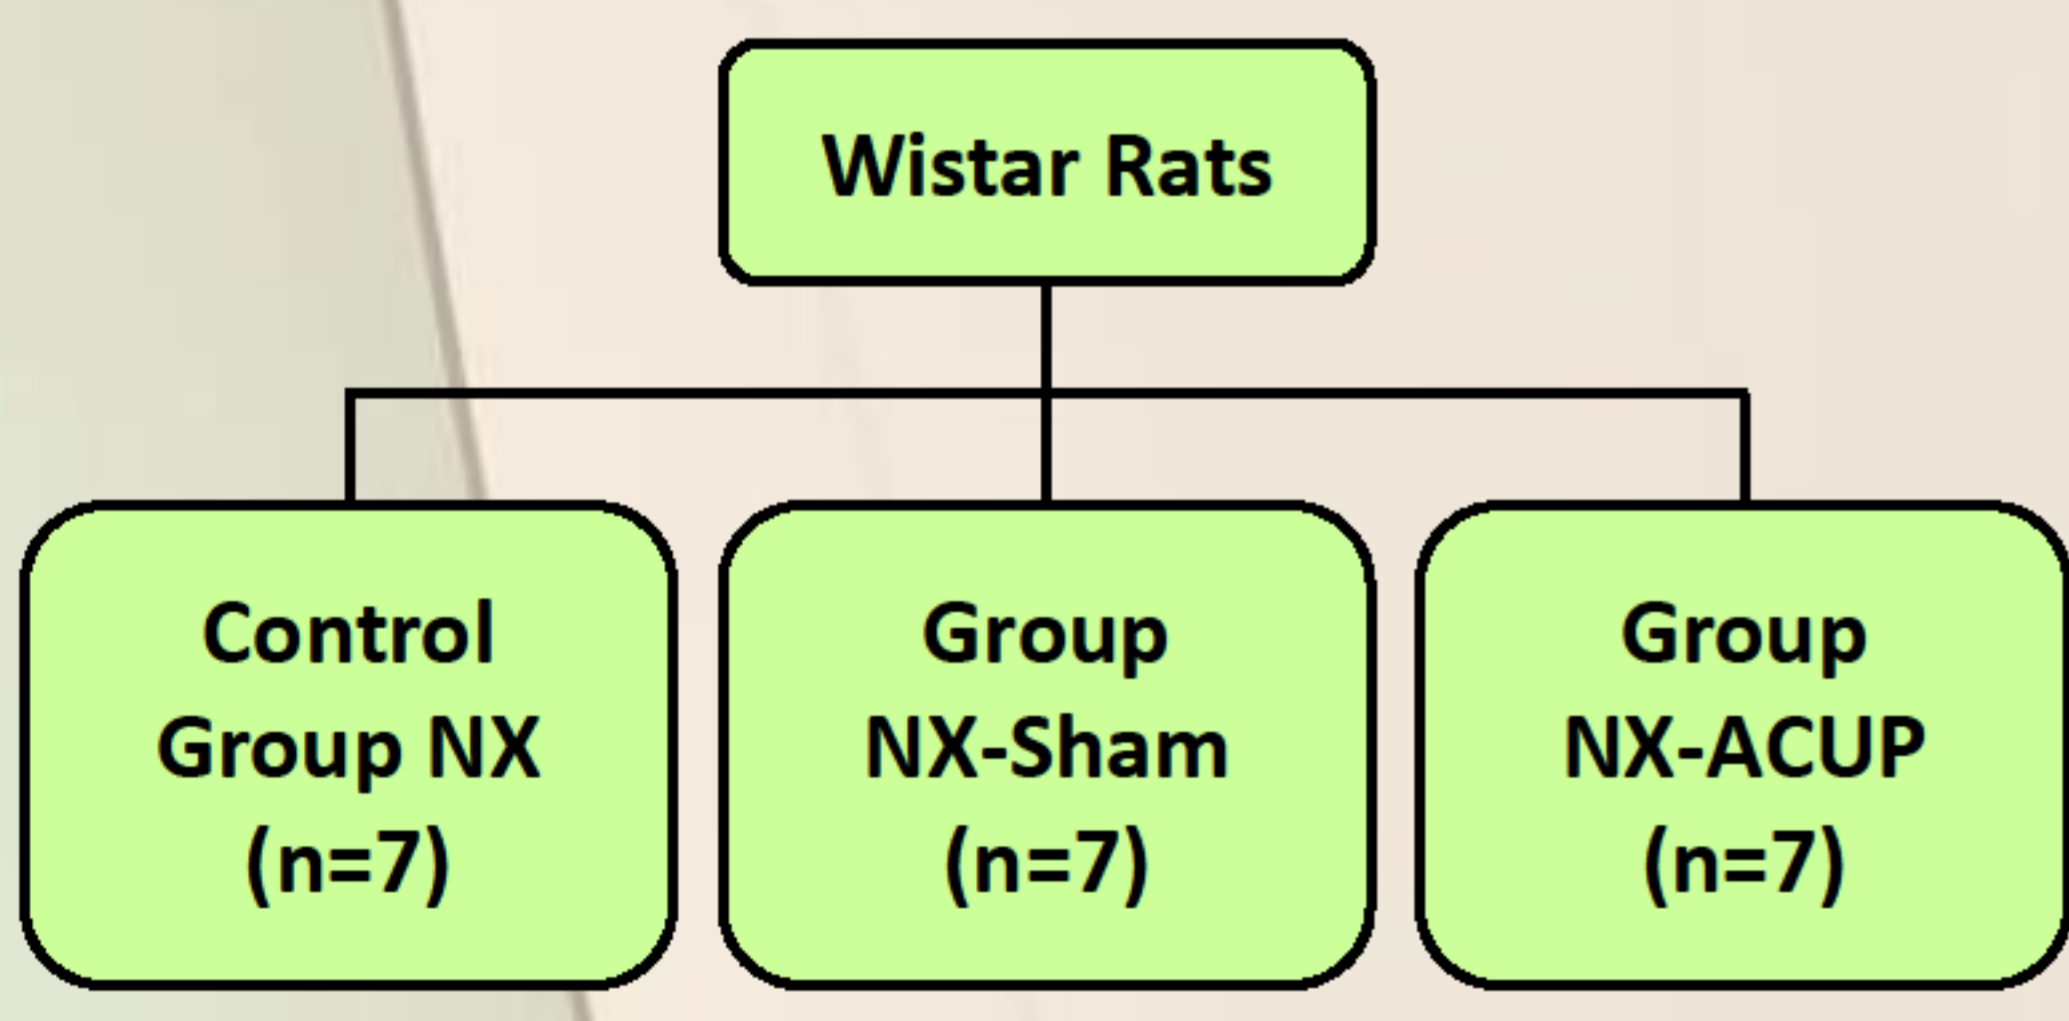 Wistar Rats
Control
Group NX
(n=7)
Group
NX-Sham
(n=7)
Group
NX-ACUP
(n=7)